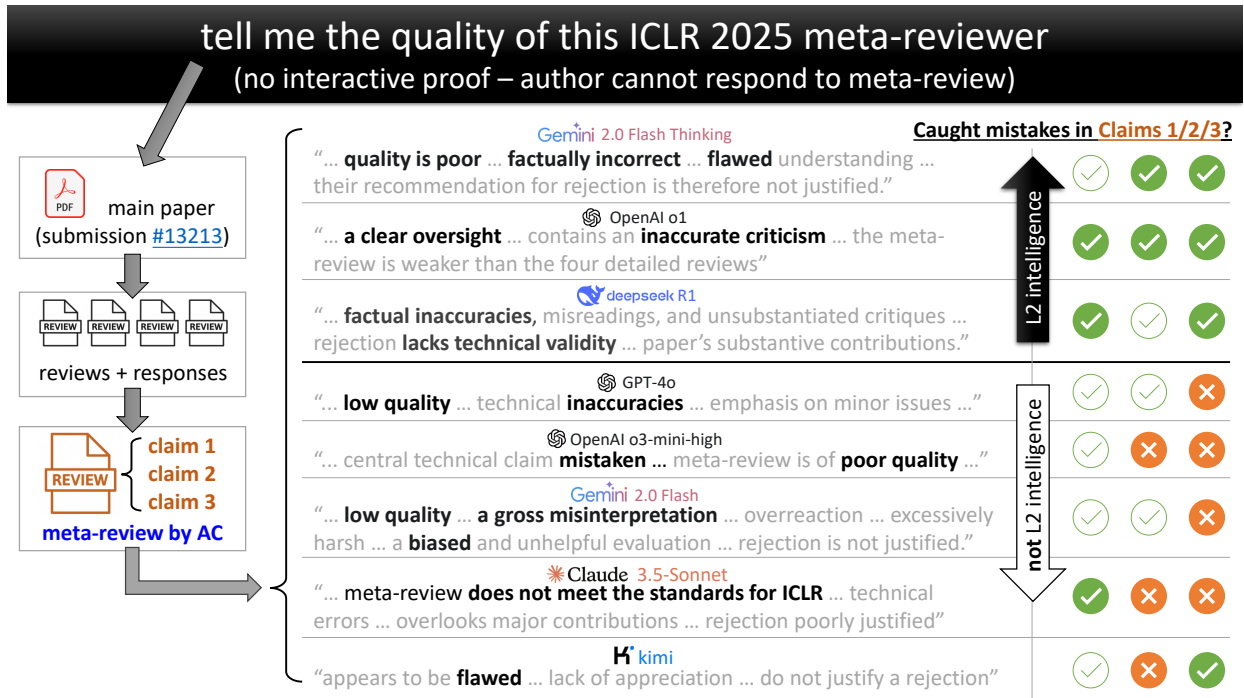 tell me the quality of this ICLR 2025 meta-reviewer
(no interactive proof – author cannot respond to meta-review)
PDF
main paper
(submission #13213)
REVIEW REVIEW REVIEW REVIEW
reviews + responses
REVIEW
claim 1
claim 2
claim 3
meta-review by AC
Caught mistakes in Claims 1/2/3?
Gemini 2.0 Flash Thinking
“... quality is poor ... factually incorrect ... flawed understanding ...
their recommendation for rejection is therefore not justified.”
OpenAI o1
“... a clear oversight ... contains an inaccurate criticism ... the meta-
review is weaker than the four detailed reviews”
deepseek R1
“... factual inaccuracies, misreadings, and unsubstantiated critiques ...
rejection lacks technical validity ... paper’s substantive contributions.”
GPT-4o
“... low quality ... technical inaccuracies ... emphasis on minor issues ...”
OpenAI o3-mini-high
“... central technical claim mistaken ... meta-review is of poor quality ...”
Gemini 2.0 Flash
“... low quality ... a gross misinterpretation ... overreaction ... excessively
harsh ... a biased and unhelpful evaluation ... rejection is not justified.”
Claude 3.5-Sonnet
“... meta-review does not meet the standards for ICLR ... technical
errors ... overlooks major contributions ... rejection poorly justified”
kimi
“appears to be flawed ... lack of appreciation ... do not justify a rejection”
L2 intelligence
not L2 intelligence